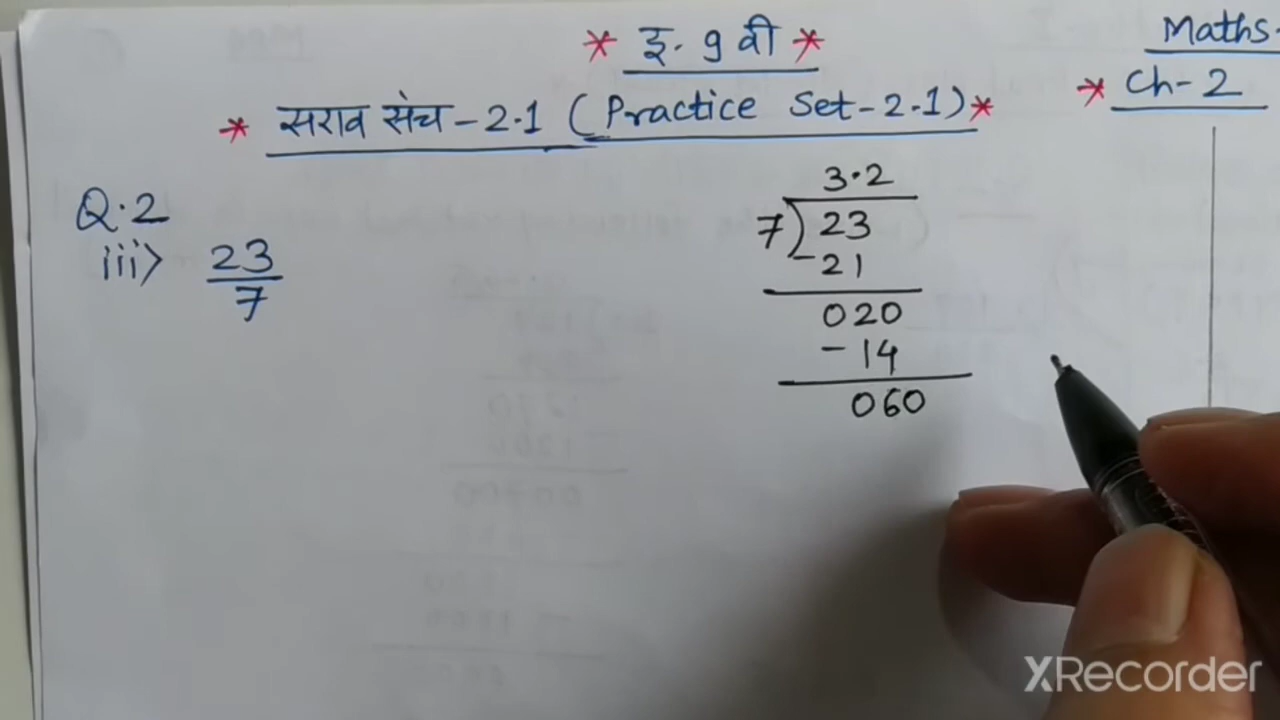 * इ. 9 वी *
Maths.
* Ch-2
* सराव संच-2.1 (Practice Set-2.1)*
Q.2
iii> 23/7
3.2
7)23
-21
020
-14
060
XRecorder